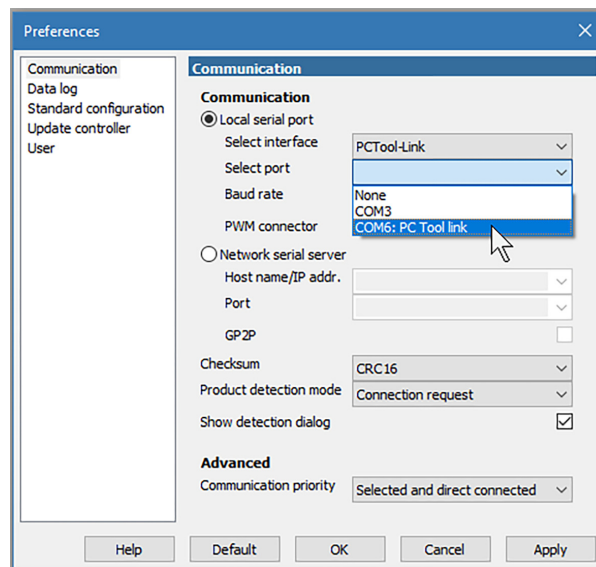 Preferences
Communication
Data log
Standard configuration
Update controller
User
Communication
Communication
Local serial port
Select interface PCTool-Link
Select port
Baud rate None
COM3
PWM connector COM6: PC Tool link
Network serial server
Host name/IP addr.
Port
GP2P
Checksum CRC16
Product detection mode Connection request
Show detection dialog
Advanced
Communication priority Selected and direct connected
Help Default OK Cancel Apply